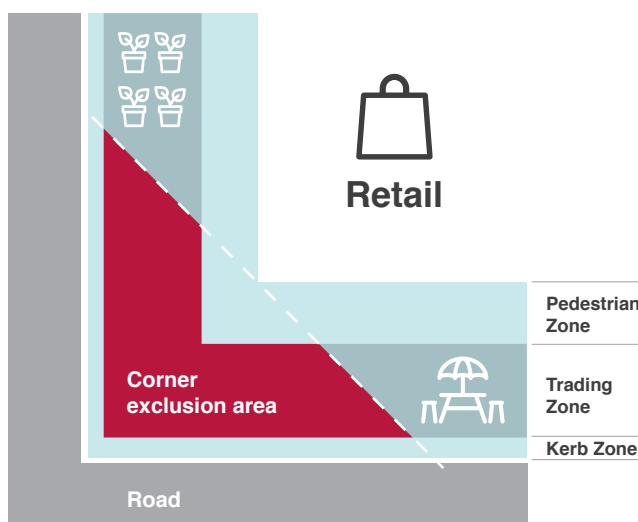 Retail
Pedestrian
Zone
Corner
exclusion area
Trading
Zone
Kerb Zone
Road